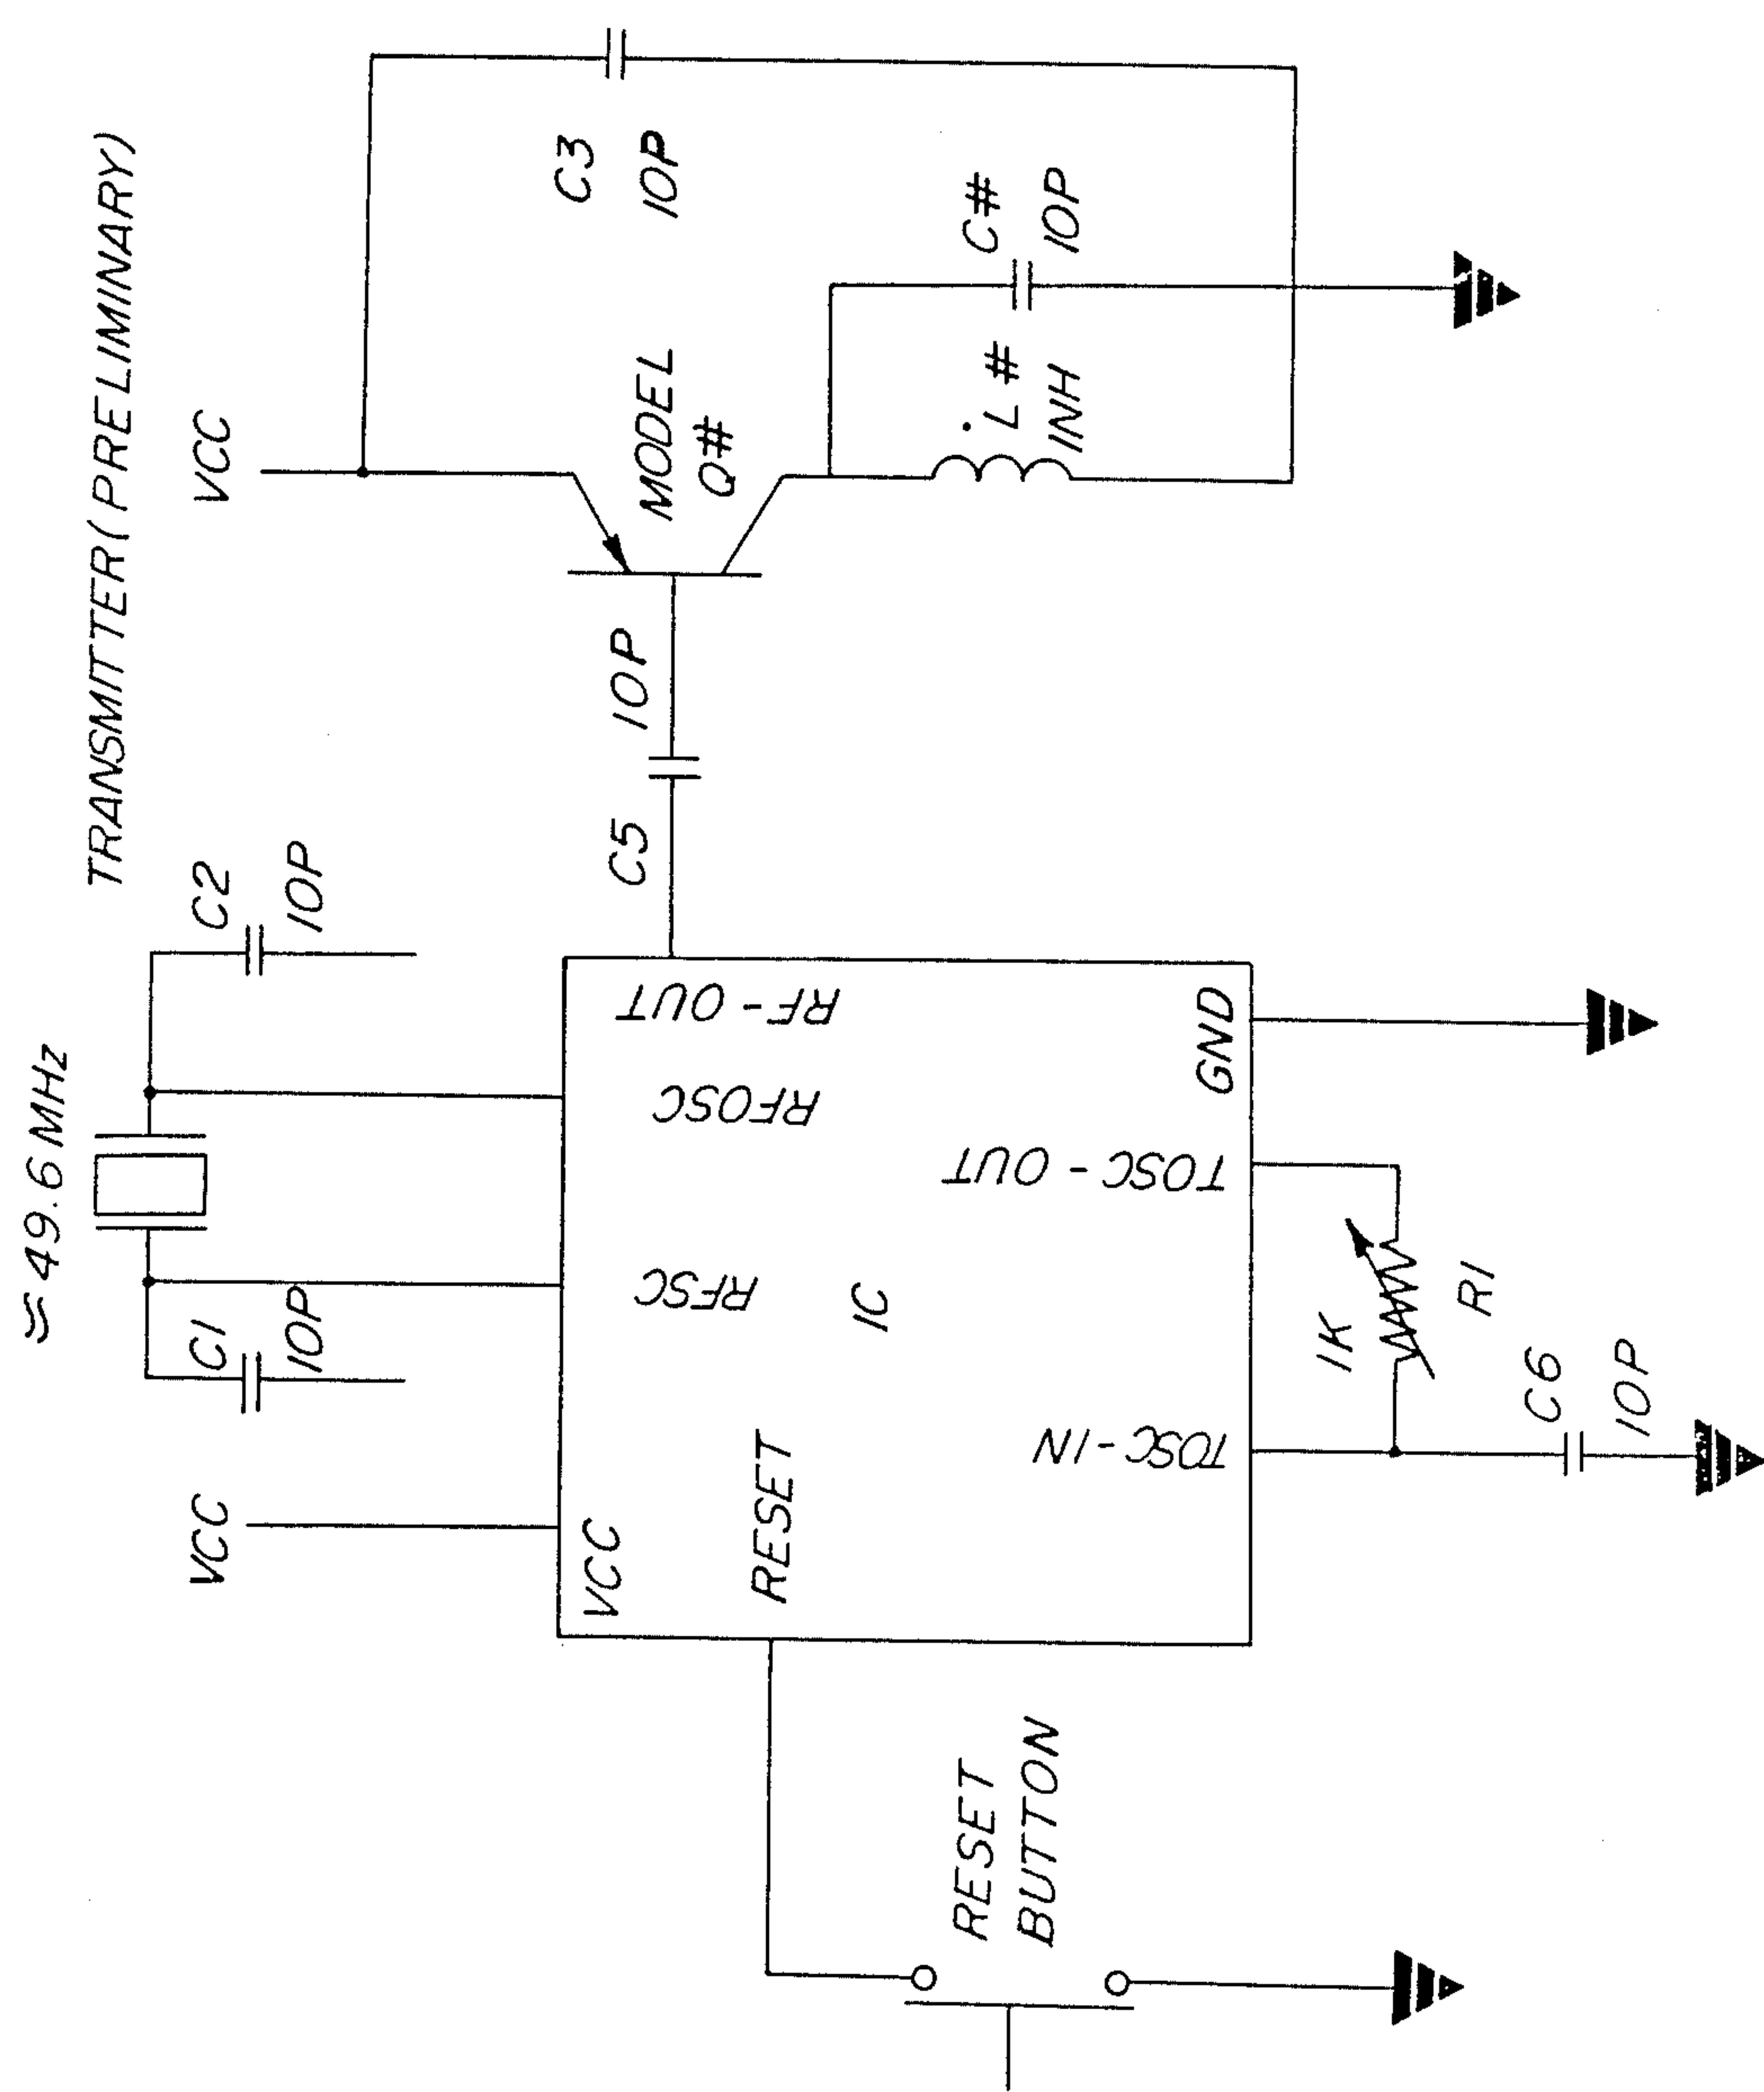 TRANSMITTER (PRELIMINARY)
≈ 49.6 MHz
C1
10P
C2
10P
VCC
VCC
VCC
RFSC
RFOSC
RF-OUT
RESET
IC
TOSC-IN
TOSC-OUT
GND
C5
10P
MODEL
Q#
C3
10P
L#
INH
C#
10P
RESET
BUTTON
1K
R1
C6
10P